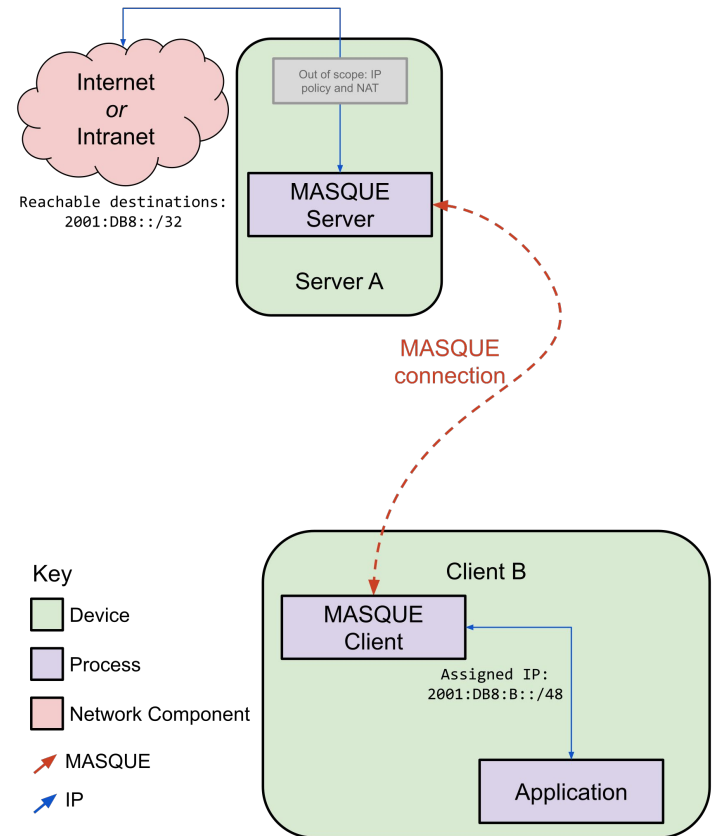 Internet
or
Intranet
Reachable destinations:
2001:DB8::/32
Out of scope: IP
policy and NAT
MASQUE
Server
Server A
MASQUE
connection
Client B
MASQUE
Client
Assigned IP:
2001:DB8:B::/48
Application
Key
Device
Process
Network Component
MASQUE
IP